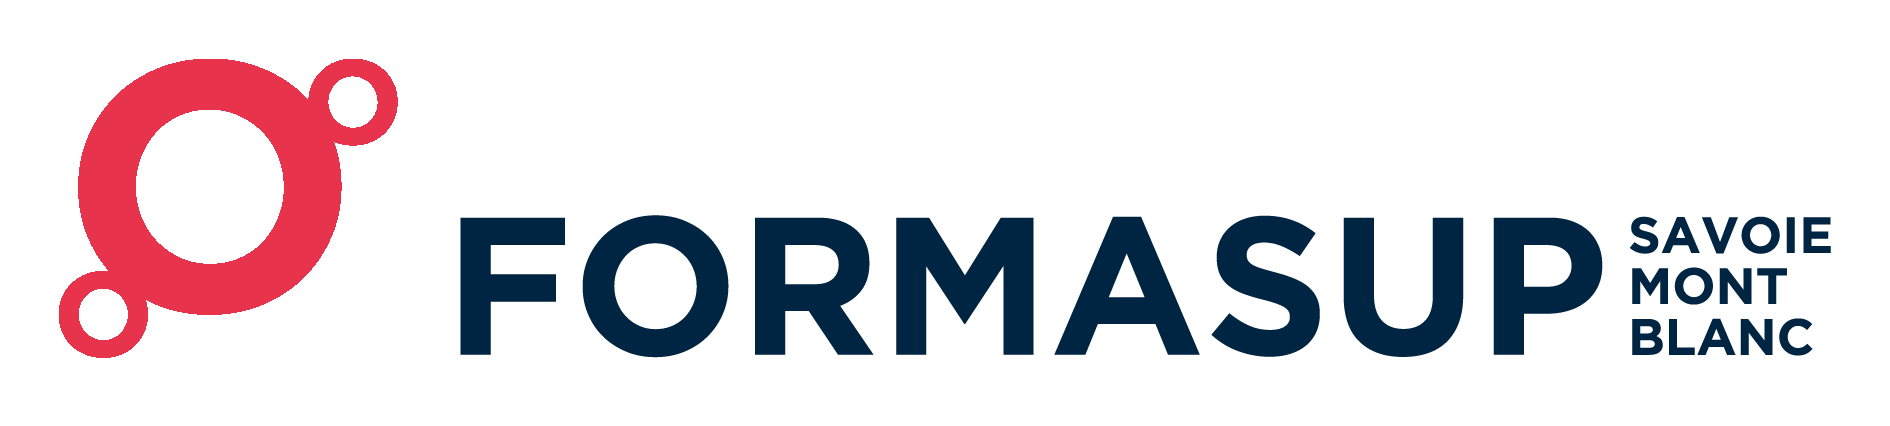 FORMASUP
SAVOIE
MONT
BLANC